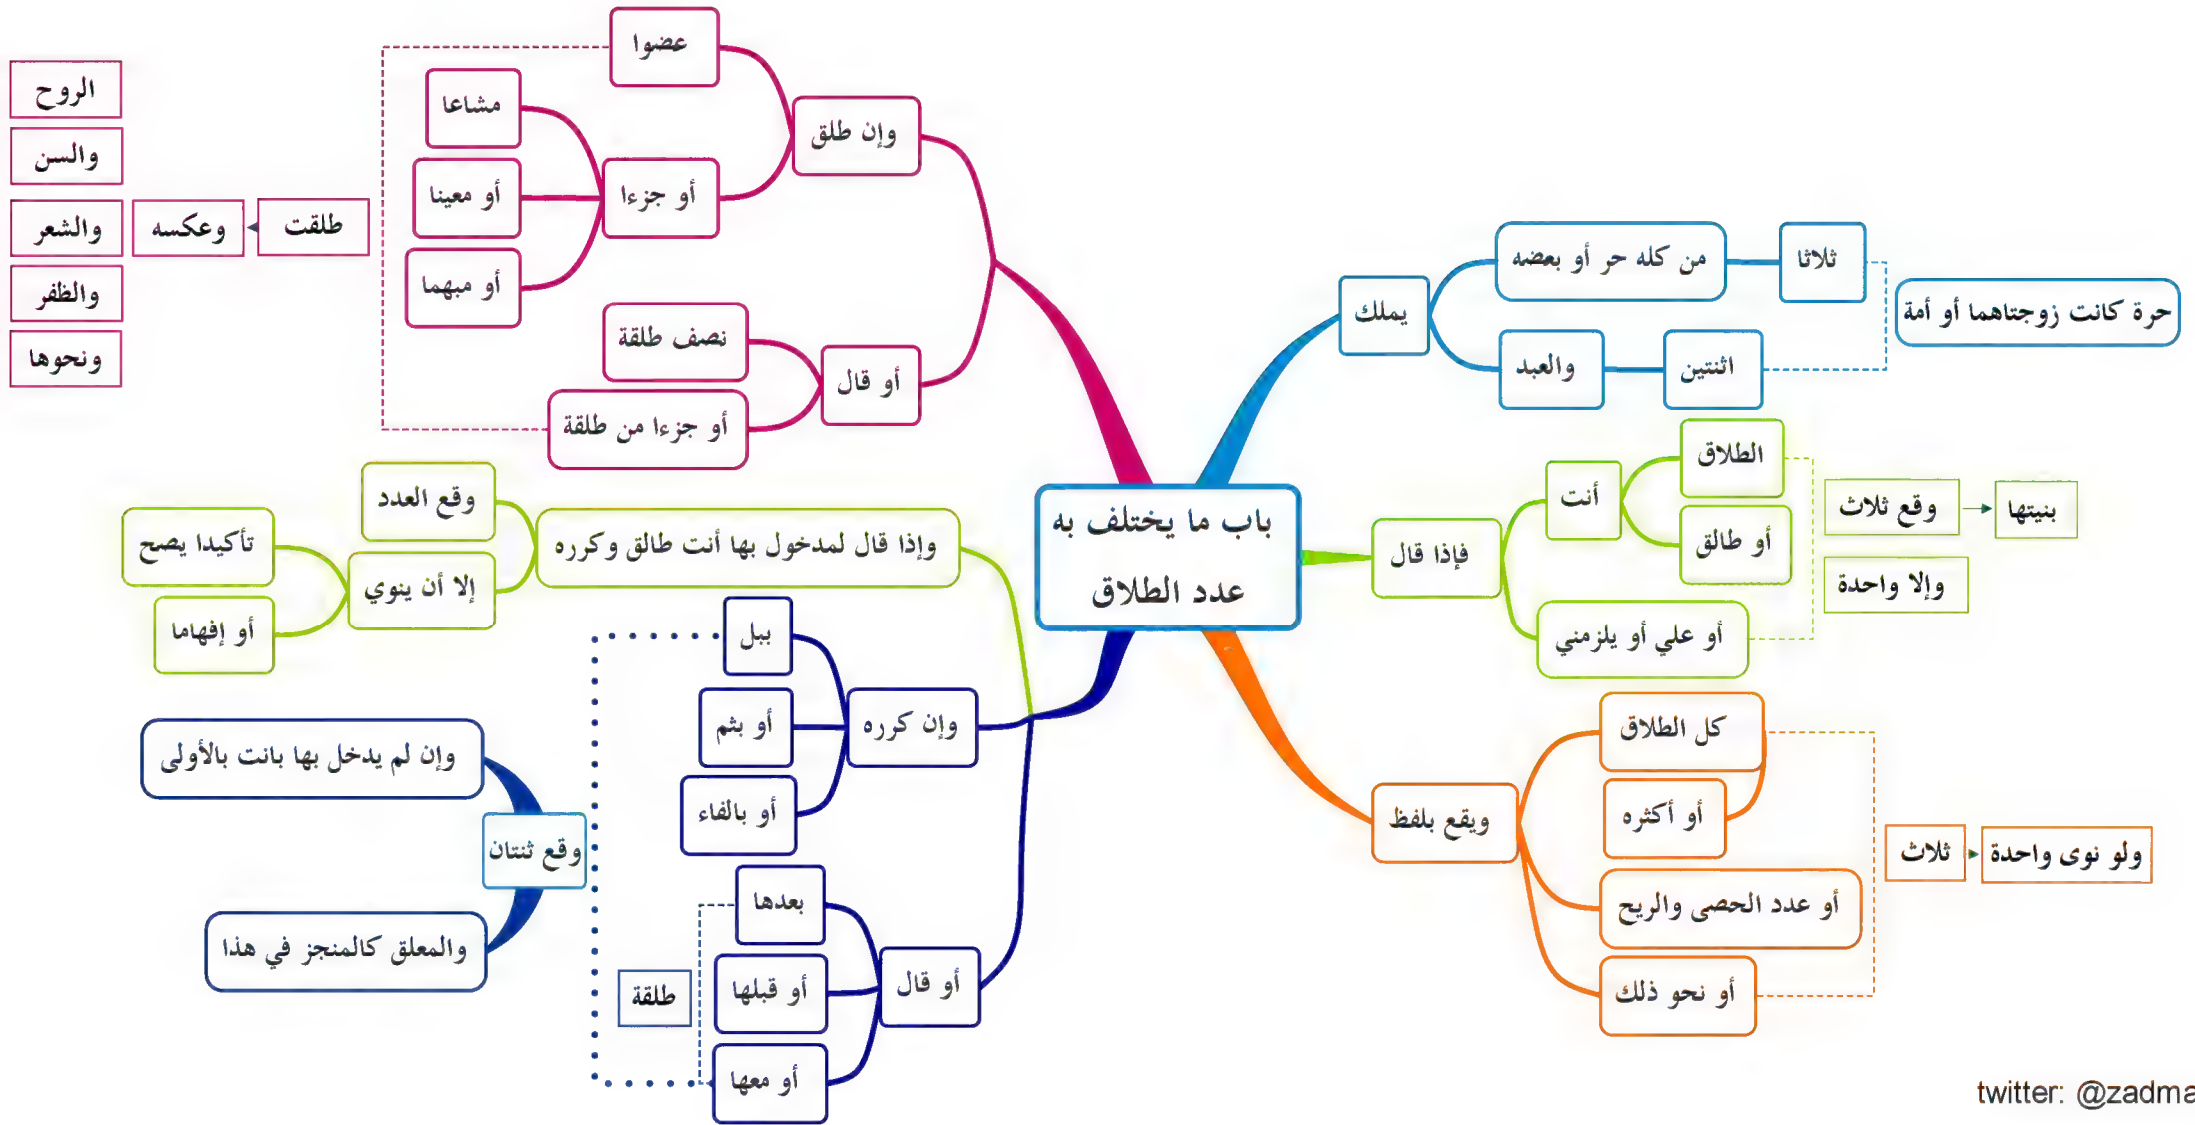 باب ما يختلف به
عدد الطلاق
يملك
من كله حر أو بعضه
ثلاثا
والعبد
اثنتين
حرة كانت زوجتاهما أو أمة
فإذا قال
أنت
الطلاق
أو طالق
أو علي أو يلزمني
وقع ثلاث
بنيتها
وإلا واحدة
ويقع بلفظ
كل الطلاق
أو أكثره
أو عدد الحصى والريح
أو نحو ذلك
ثلاث
ولو نوى واحدة
وإن طلق
عضوا
أو جزءا
مشاعا
أو معينا
أو مبهما
أو قال
نصف طلقة
أو جزءا من طلقة
طلقت
وعكسه
الروح
والسن
والشعر
والظفر
ونحوها
وإذا قال لمدخول بها أنت طالق وكرره
وقع العدد
إلا أن ينوي
تأكيدا يصح
أو إفهاما
وإن كرره
ببل
أو بثم
أو بالفاء
أو قال
بعدها
أو قبلها
أو معها
طلقة
وقع ثنتان
وإن لم يدخل بها بانت بالأولى
والمعلق كالمنجز في هذا
twitter: @zadma